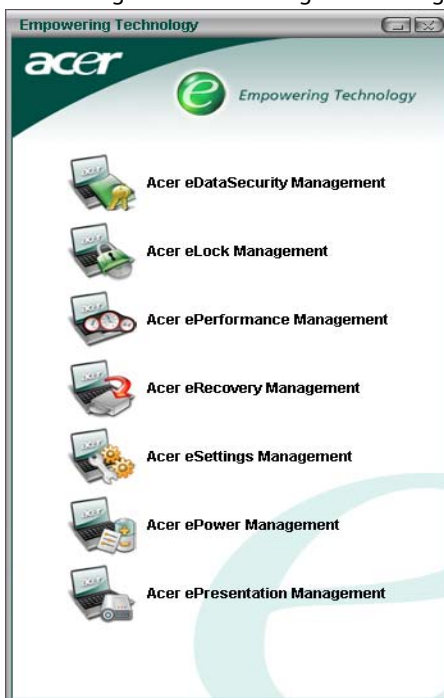 Empowering Technology
acer
e Empowering Technology
Acer eDataSecurity Management
Acer eLock Management
Acer ePerformance Management
Acer eRecovery Management
Acer eSettings Management
Acer ePower Management
Acer ePresentation Management